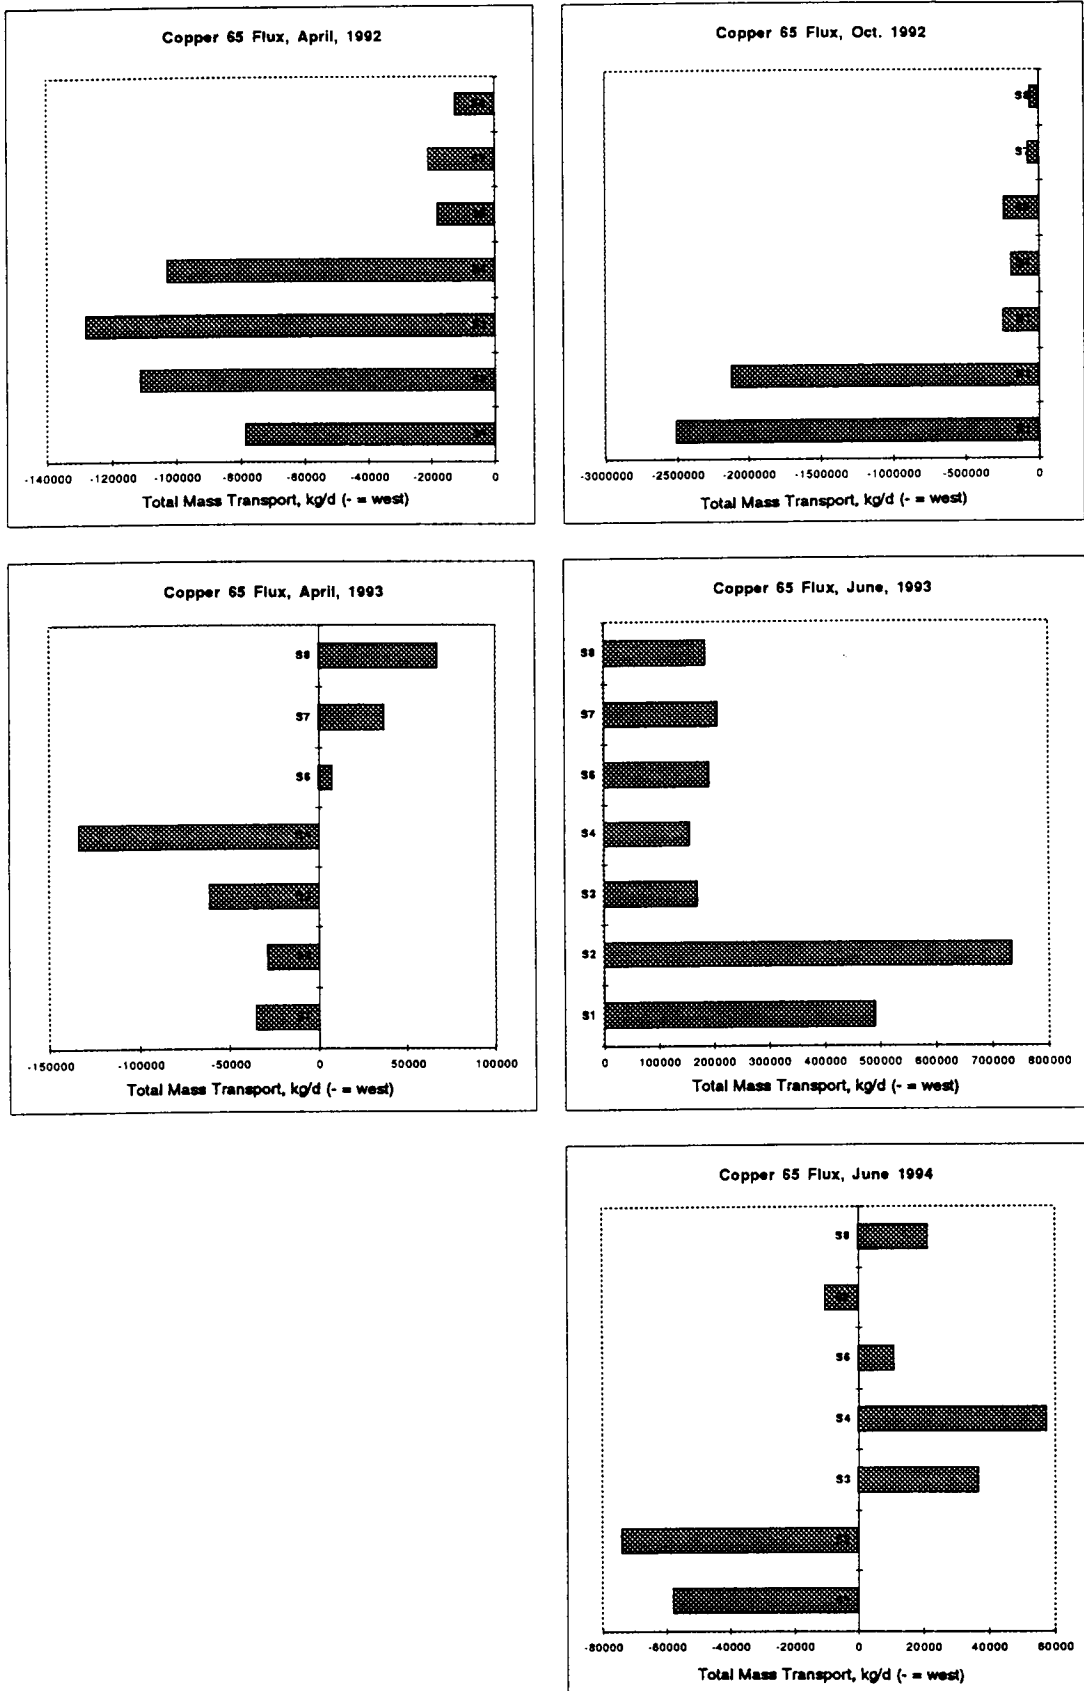 Copper 65 Flux, April, 1992
-140000 -120000 -100000 -80000 -60000 -40000 -20000 0
Total Mass Transport, kg/d (- = west)
Copper 65 Flux, Oct. 1992
S8
S7
-3000000 -2500000 -2000000 -1500000 -1000000 -500000 0
Total Mass Transport, kg/d (- = west)
Copper 65 Flux, April, 1993
S8
S7
S6
-150000 -100000 -50000 0 50000 100000
Total Mass Transport, kg/d (- = west)
Copper 65 Flux, June, 1993
S8
S7
S6
S4
S3
S2
S1
0 100000 200000 300000 400000 500000 600000 700000 800000
Total Mass Transport, kg/d (- = west)
Copper 65 Flux, June 1994
S8
S6
S4
S3
-80000 -60000 -40000 -20000 0 20000 40000 60000
Total Mass Transport, kg/d (- = west)